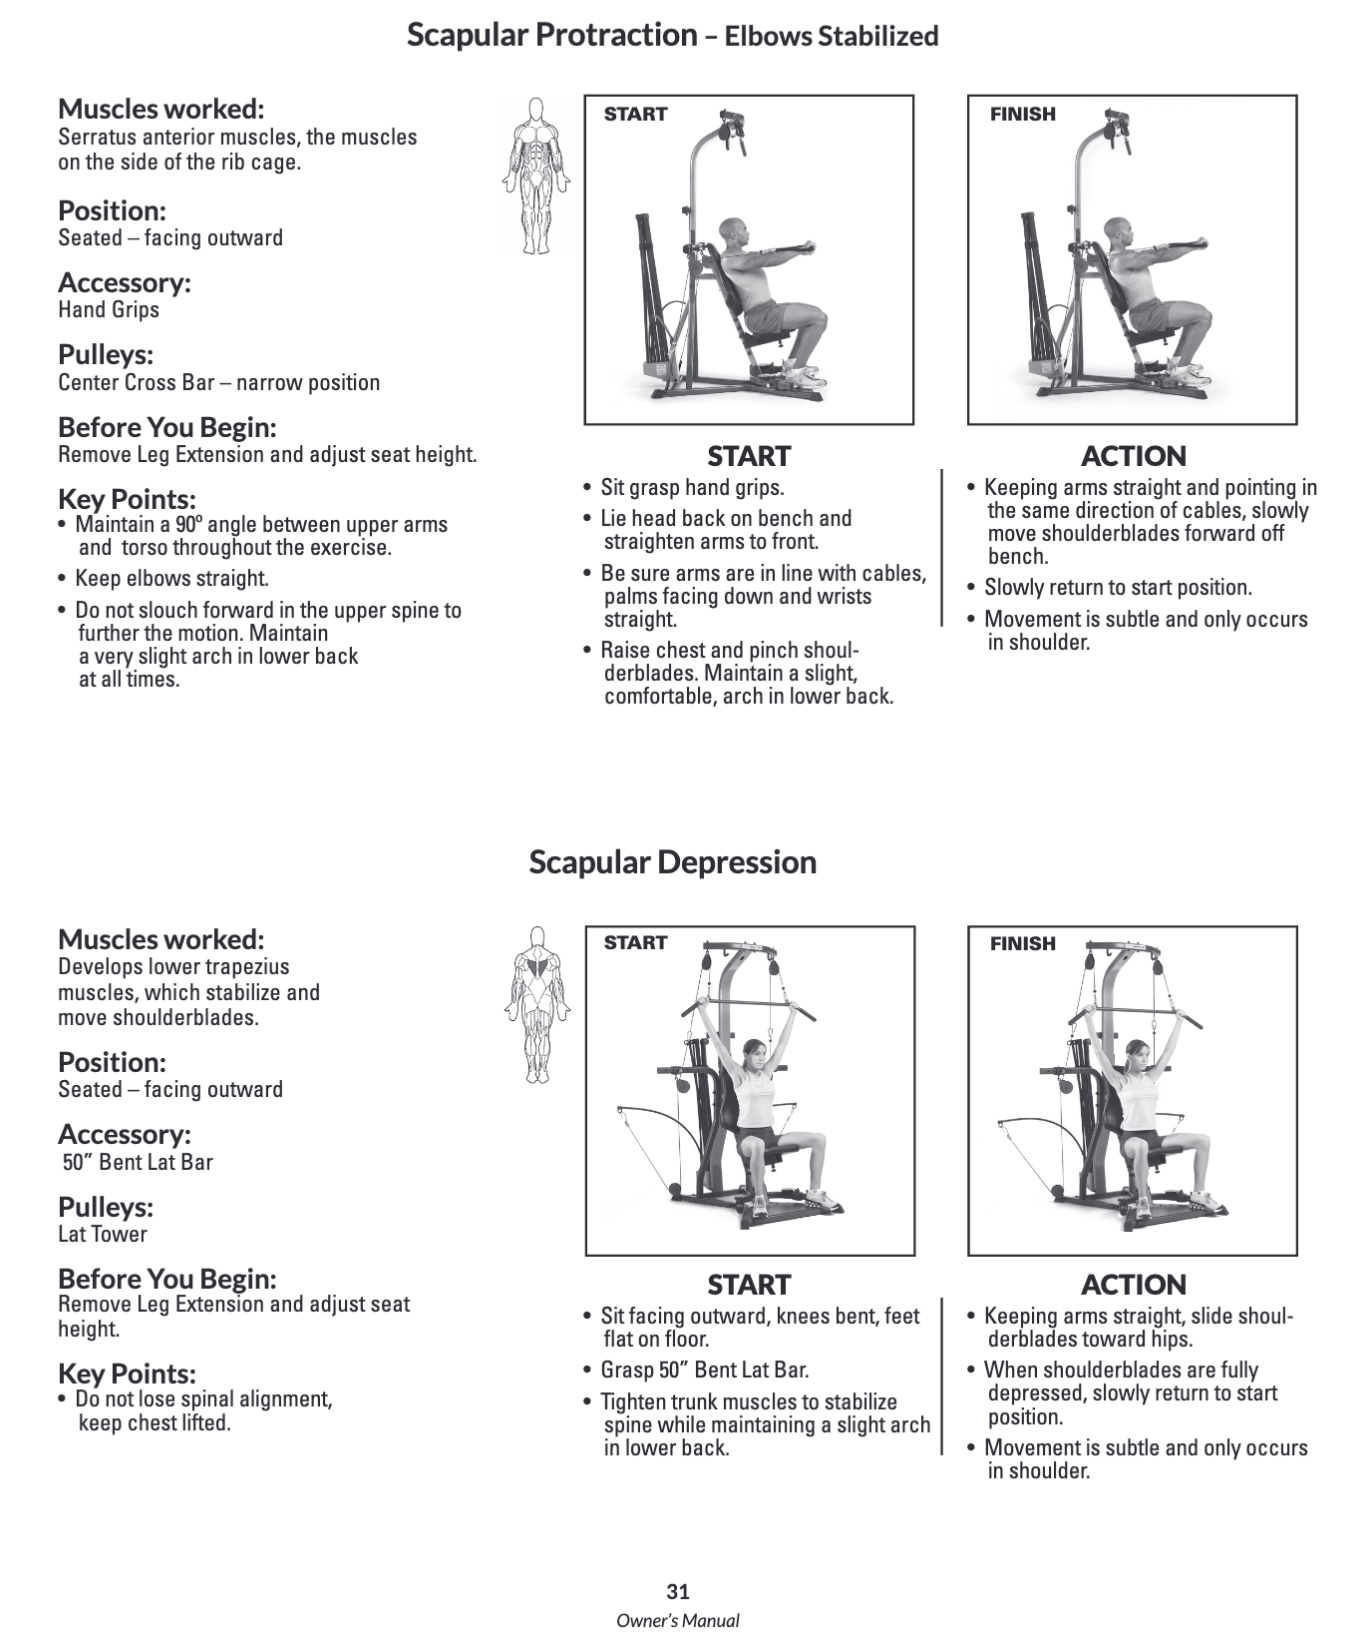 Scapular Protraction – Elbows Stabilized
Muscles worked:
Serratus anterior muscles, the muscles
on the side of the rib cage.
Position:
Seated – facing outward
Accessory:
Hand Grips
Pulleys:
Center Cross Bar – narrow position
Before You Begin:
Remove Leg Extension and adjust seat height.
Key Points:
• Maintain a 90º angle between upper arms
and  torso throughout the exercise.
• Keep elbows straight.
• Do not slouch forward in the upper spine to
further the motion. Maintain
a very slight arch in lower back
at all times.
START
START
• Sit grasp hand grips.
• Lie head back on bench and
straighten arms to front.
• Be sure arms are in line with cables,
palms facing down and wrists
straight.
• Raise chest and pinch shoul-
derblades. Maintain a slight,
comfortable, arch in lower back.
FINISH
ACTION
• Keeping arms straight and pointing in
the same direction of cables, slowly
move shoulderblades forward off
bench.
• Slowly return to start position.
• Movement is subtle and only occurs
in shoulder.
Scapular Depression
Muscles worked:
Develops lower trapezius
muscles, which stabilize and
move shoulderblades.
Position:
Seated – facing outward
Accessory:
50” Bent Lat Bar
Pulleys:
Lat Tower
Before You Begin:
Remove Leg Extension and adjust seat
height.
Key Points:
• Do not lose spinal alignment,
keep chest lifted.
START
START
• Sit facing outward, knees bent, feet
flat on floor.
• Grasp 50” Bent Lat Bar.
• Tighten trunk muscles to stabilize
spine while maintaining a slight arch
in lower back.
FINISH
ACTION
• Keeping arms straight, slide shoul-
derblades toward hips.
• When shoulderblades are fully
depressed, slowly return to start
position.
• Movement is subtle and only occurs
in shoulder.
31
Owner’s Manual